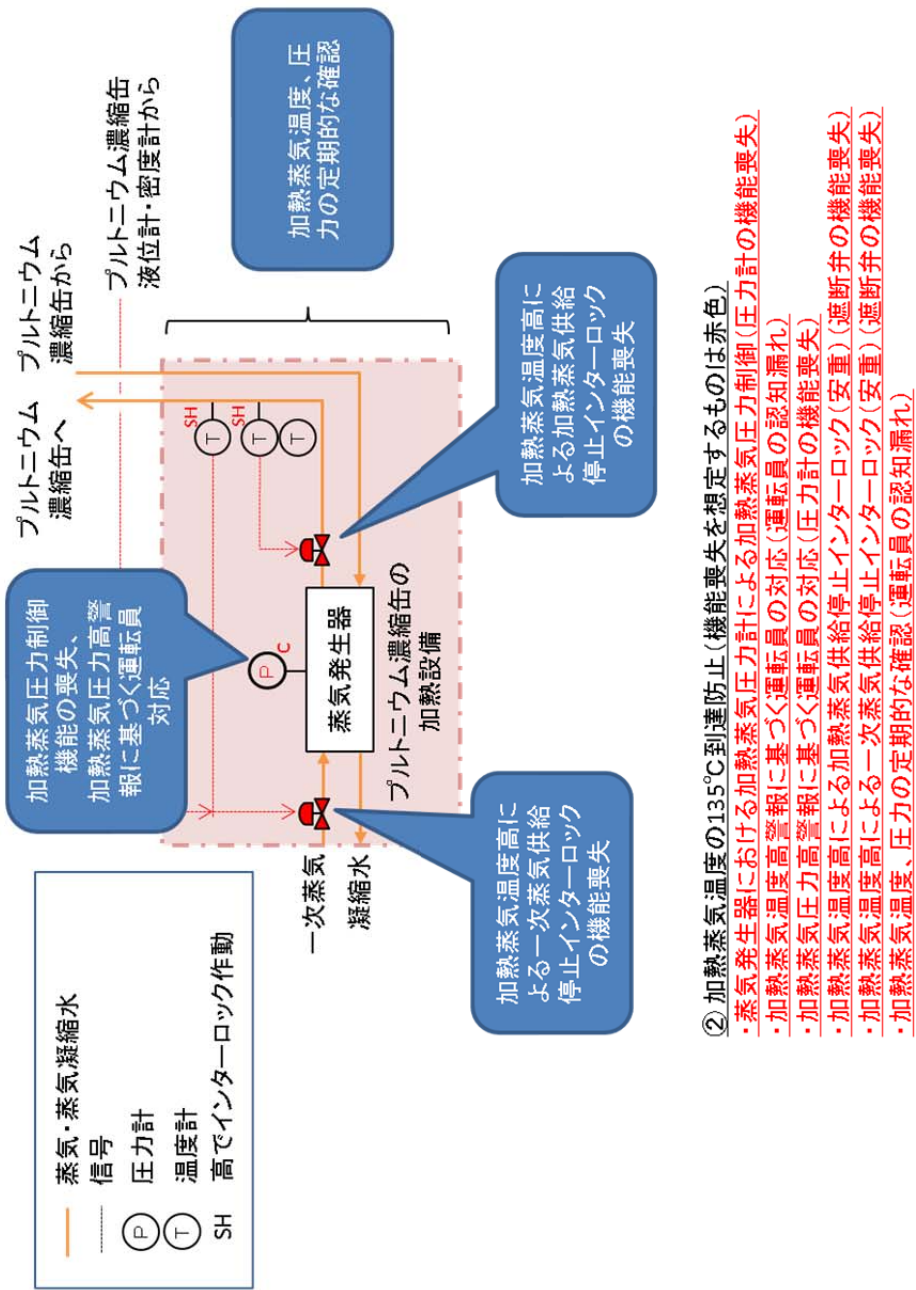 蒸気・蒸気凝縮水
信号
P 圧力計
T 温度計
SH 高でインターロック作動
加熱蒸気圧力制御
機能の喪失、
加熱蒸気圧力高警
報に基づく運転員
対応
プルトニウム
濃縮缶へ
プルトニウム
濃縮缶から
プルトニウム濃縮缶
液位計・密度計から
加熱蒸気温度、圧
力の定期的な確認
SH
T
SH
T
T
P
C
蒸気発生器
プルトニウム濃縮缶の
加熱設備
一次蒸気
凝縮水
加熱蒸気温度高に
よる一次蒸気供給
停止インターロック
の機能喪失
加熱蒸気温度高に
よる加熱蒸気供給
停止インターロック
の機能喪失
② 加熱蒸気温度の135℃到達防止(機能喪失を想定するものは赤色)
・蒸気発生器における加熱蒸気圧力計による加熱蒸気圧力制御(圧力計の機能喪失)
・加熱蒸気温度高警報に基づく運転員の対応(運転員の認知漏れ)
・加熱蒸気圧力高警報に基づく運転員の対応(圧力計の機能喪失)
・加熱蒸気温度高による加熱蒸気供給停止インターロック(安重)(遮断弁の機能喪失)
・加熱蒸気温度高による一次蒸気供給停止インターロック(安重)(遮断弁の機能喪失)
・加熱蒸気温度、圧力の定期的な確認(運転員の認知漏れ)